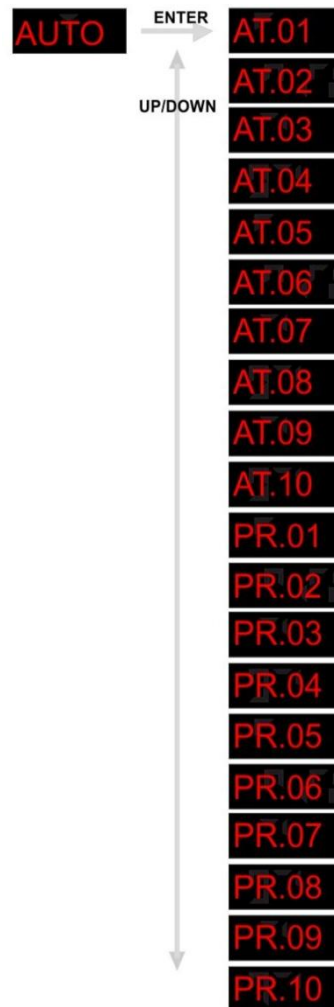 AUTO
ENTER
AT.01
AT.02
UP/DOWN
AT.03
AT.04
AT.05
AT.06
AT.07
AT.08
AT.09
AT.10
PR.01
PR.02
PR.03
PR.04
PR.05
PR.06
PR.07
PR.08
PR.09
PR.10